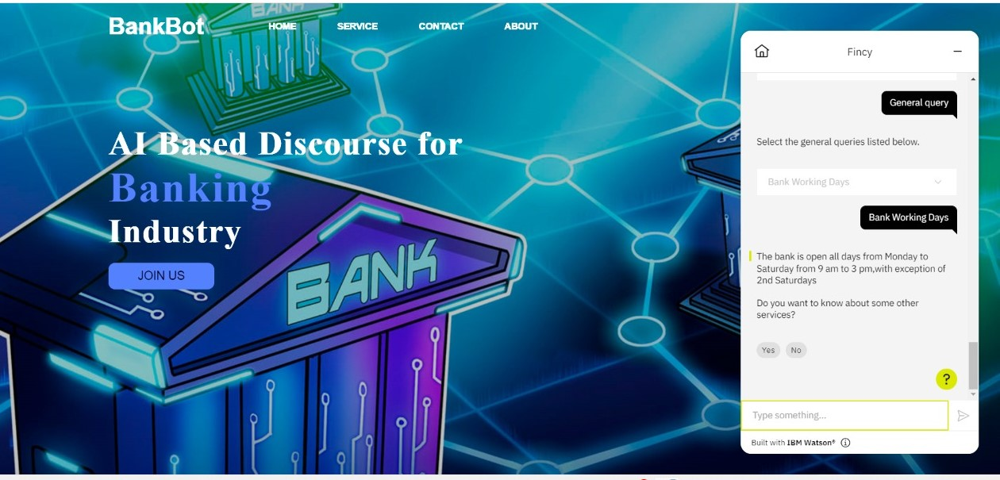 BankBot
HOME SERVICE CONTACT ABOUT
AI Based Discourse for
Banking
Industry
JOIN US
BANK
BANK
Fincy
General query
Select the general queries listed below.
Bank Working Days
Bank Working Days
The bank is open all days from Monday to
Saturday from 9 am to 3 pm,with exception of
2nd Saturdays
Do you want to know about some other
services?
Yes No
?
Type something...
Built with IBM Watson®